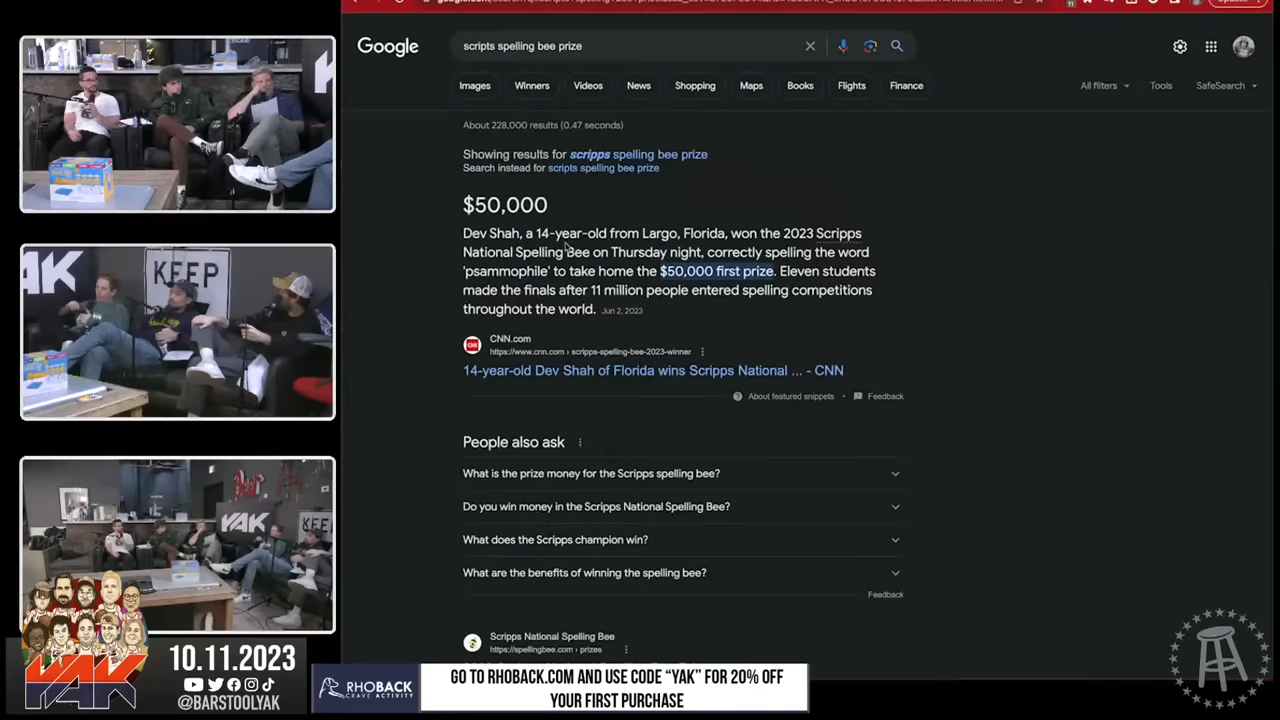 Google
scripts spelling bee prize
Images
Winners
Videos
News
Shopping
Maps
Books
Flights
Finance
All filters
Tools
SafeSearch
About 228,000 results (0.47 seconds)
Showing results for scripps spelling bee prize
Search instead for scripts spelling bee prize
$50,000
Dev Shah, a 14-year-old from Largo, Florida, won the 2023 Scripps
National Spelling Bee on Thursday night, correctly spelling the word
'psammophile' to take home the $50,000 first prize. Eleven students
made the finals after 11 million people entered spelling competitions
throughout the world. Jun 2, 2023
CNN.com
https://www.cnn.com › scripps-spelling-bee-2023-winner
14-year-old Dev Shah of Florida wins Scripps National ... - CNN
About featured snippets
Feedback
People also ask
What is the prize money for the Scripps spelling bee?
Do you win money in the Scripps National Spelling Bee?
What does the Scripps champion win?
What are the benefits of winning the spelling bee?
Feedback
Scripps National Spelling Bee
https://spellingbee.com › prizes
KEEP
YAK
KEEP
YAK
10.11.2023
@BARSTOOLYAK
RHOBACK
CRAVE ACTIVITY
GO TO RHOBACK.COM AND USE CODE “YAK” FOR 20% OFF
YOUR FIRST PURCHASE